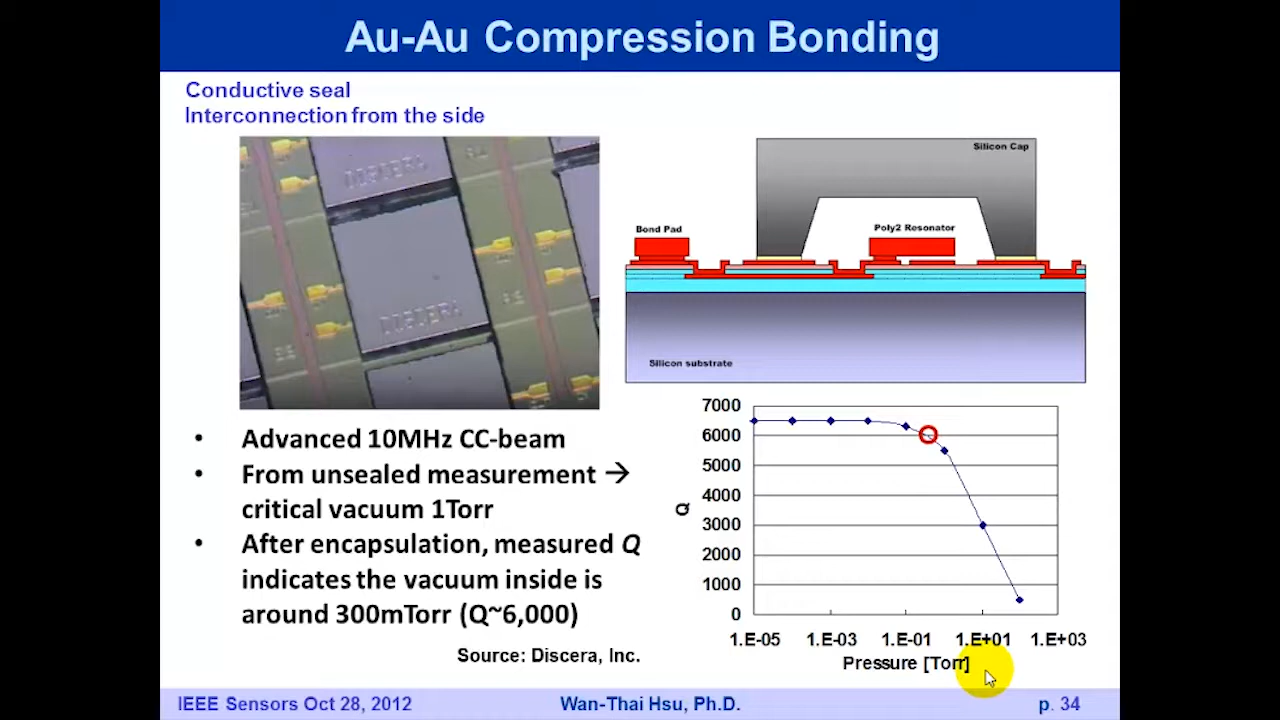 Au-Au Compression Bonding
Conductive seal
Interconnection from the side
DISCERA
DISCERA
Silicon Cap
Bond Pad
Poly2 Resonator
Silicon substrate
• Advanced 10MHz CC-beam
• From unsealed measurement →
critical vacuum 1Torr
• After encapsulation, measured Q
indicates the vacuum inside is
around 300mTorr (Q~6,000)
Source: Discera, Inc.
7000
6000
5000
4000
3000
2000
1000
0
Q
1.E-05 1.E-03 1.E-01 1.E+01 1.E+03
Pressure [Torr]
IEEE Sensors Oct 28, 2012 Wan-Thai Hsu, Ph.D. p. 34